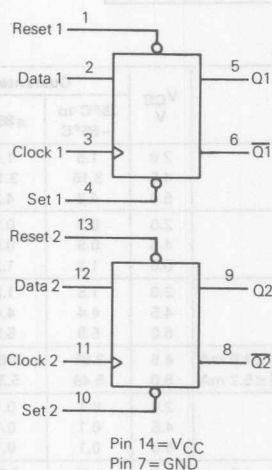 1
Reset 1
Data 1 2 5 Q1
Clock 1 3 6 Q1
4
Set 1
13
Reset 2
Data 2 12 9 Q2
Clock 2 11 8 Q2
10
Set 2
Pin 14 = VCC
Pin 7 = GND